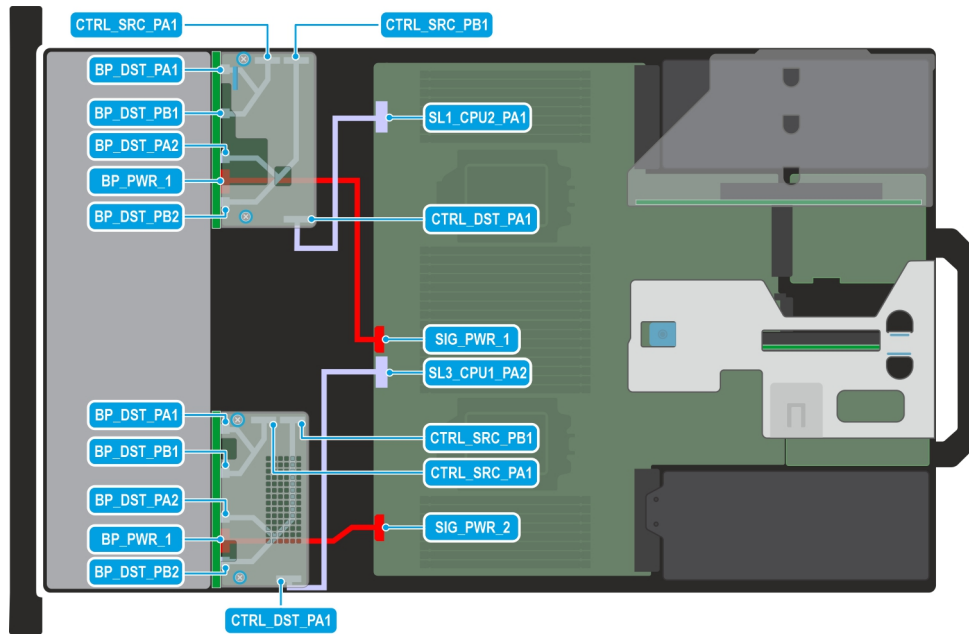 CTRL_SRC_PA1
CTRL_SRC_PB1
BP_DST_PA1
BP_DST_PB1
SL1_CPU2_PA1
BP_DST_PA2
BP_PWR_1
BP_DST_PB2
CTRL_DST_PA1
SIG_PWR_1
SL3_CPU1_PA2
BP_DST_PA1
CTRL_SRC_PB1
BP_DST_PB1
CTRL_SRC_PA1
BP_DST_PA2
SIG_PWR_2
BP_PWR_1
BP_DST_PB2
CTRL_DST_PA1